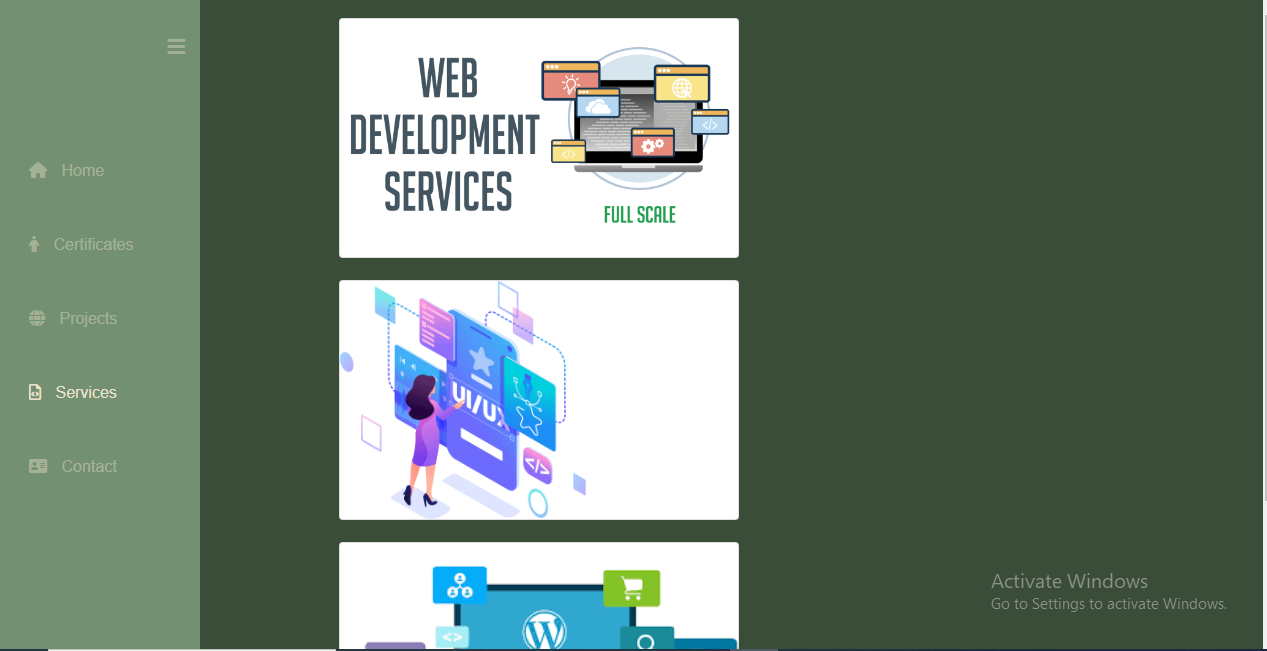 Home
Certificates
Projects
Services
Contact
WEB
DEVELOPMENT
SERVICES
FULL SCALE
UI/UX
Activate Windows
Go to Settings to activate Windows.